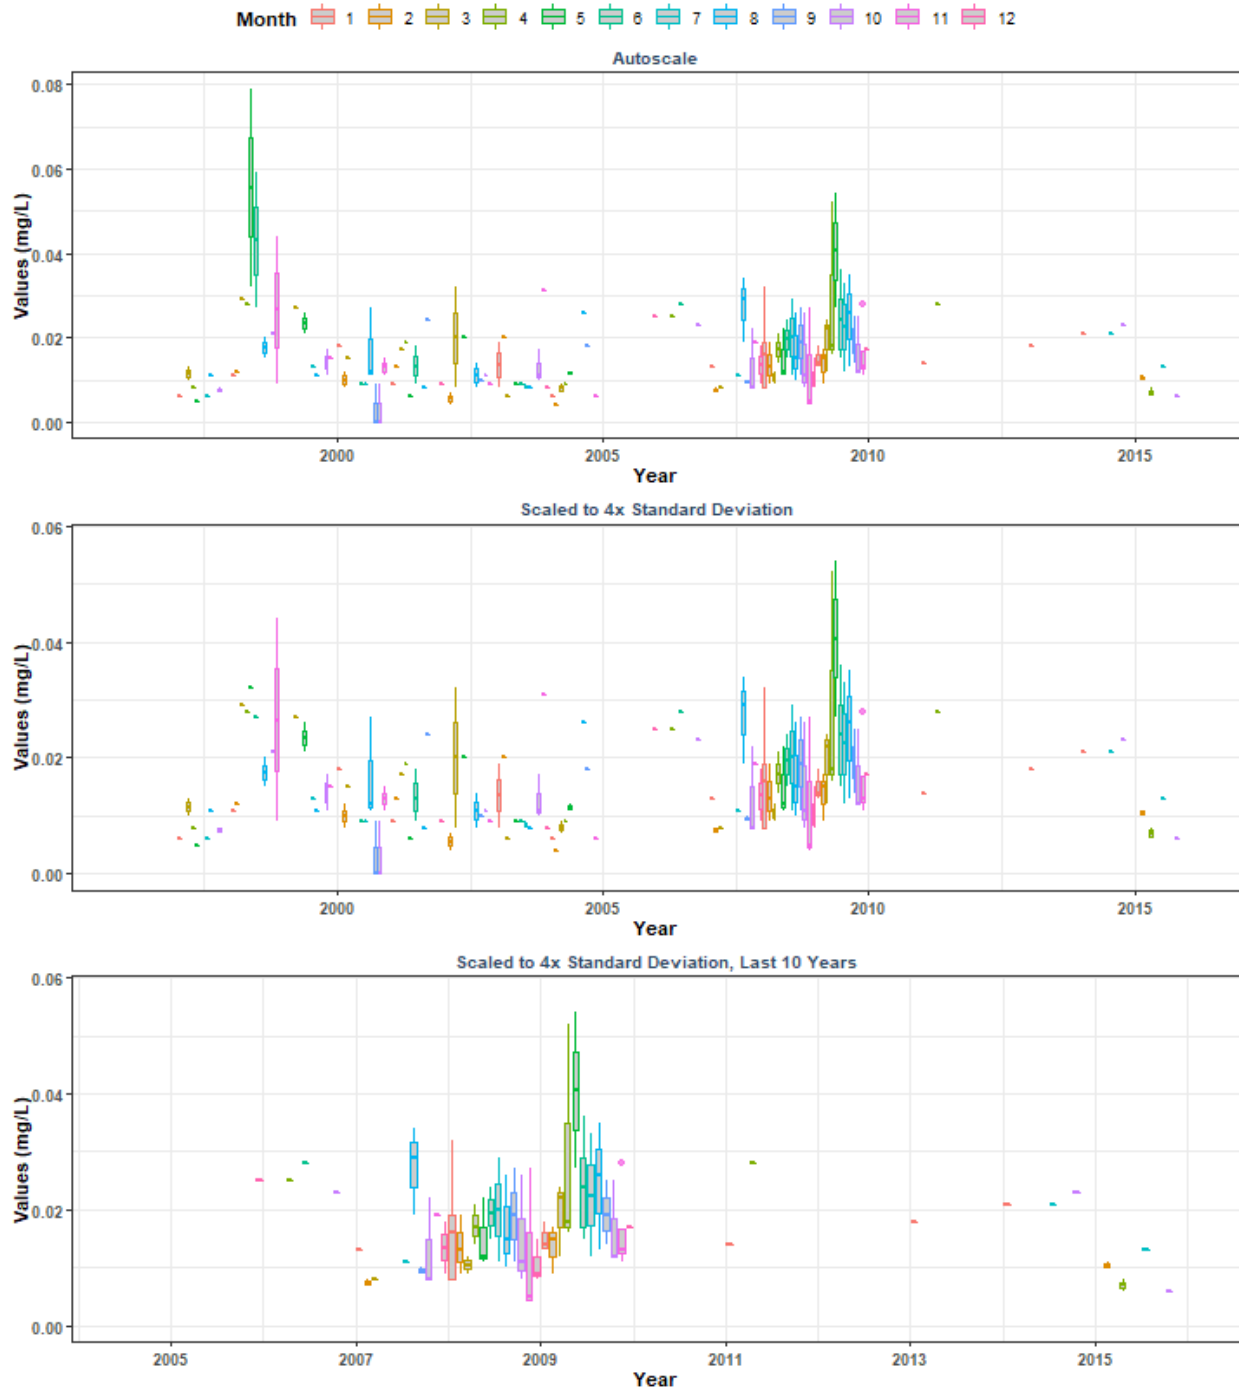 Month 1 2 3 4 5 6 7 8 9 10 11 12
Autoscale
0.08
0.06
0.04
0.02
0.00
Values (mg/L)
2000 2005 2010 2015
Year
Scaled to 4x Standard Deviation
0.06
0.04
0.02
0.00
Values (mg/L)
2000 2005 2010 2015
Year
Scaled to 4x Standard Deviation, Last 10 Years
0.06
0.04
0.02
0.00
Values (mg/L)
2005 2007 2009 2011 2013 2015
Year